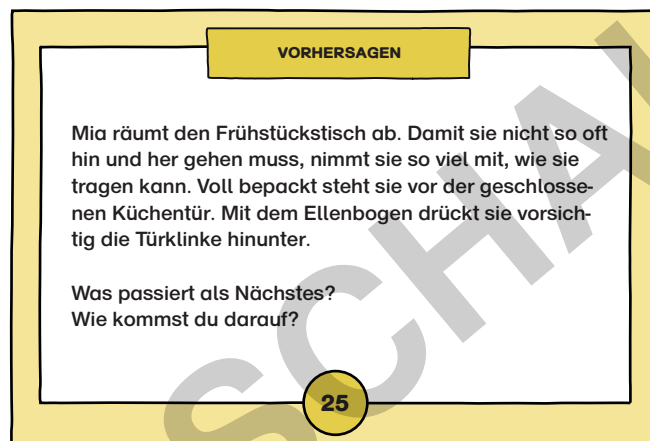 VORHERSAGEN
Mia räumt den Frühstückstisch ab. Damit sie nicht so oft
hin und her gehen muss, nimmt sie so viel mit, wie sie
tragen kann. Voll bepackt steht sie vor der geschlosse-
nen Küchentür. Mit dem Ellenbogen drückt sie vorsich-
tig die Türklinke hinunter.
Was passiert als Nächstes?
Wie kommst du darauf?
25
SCHAU